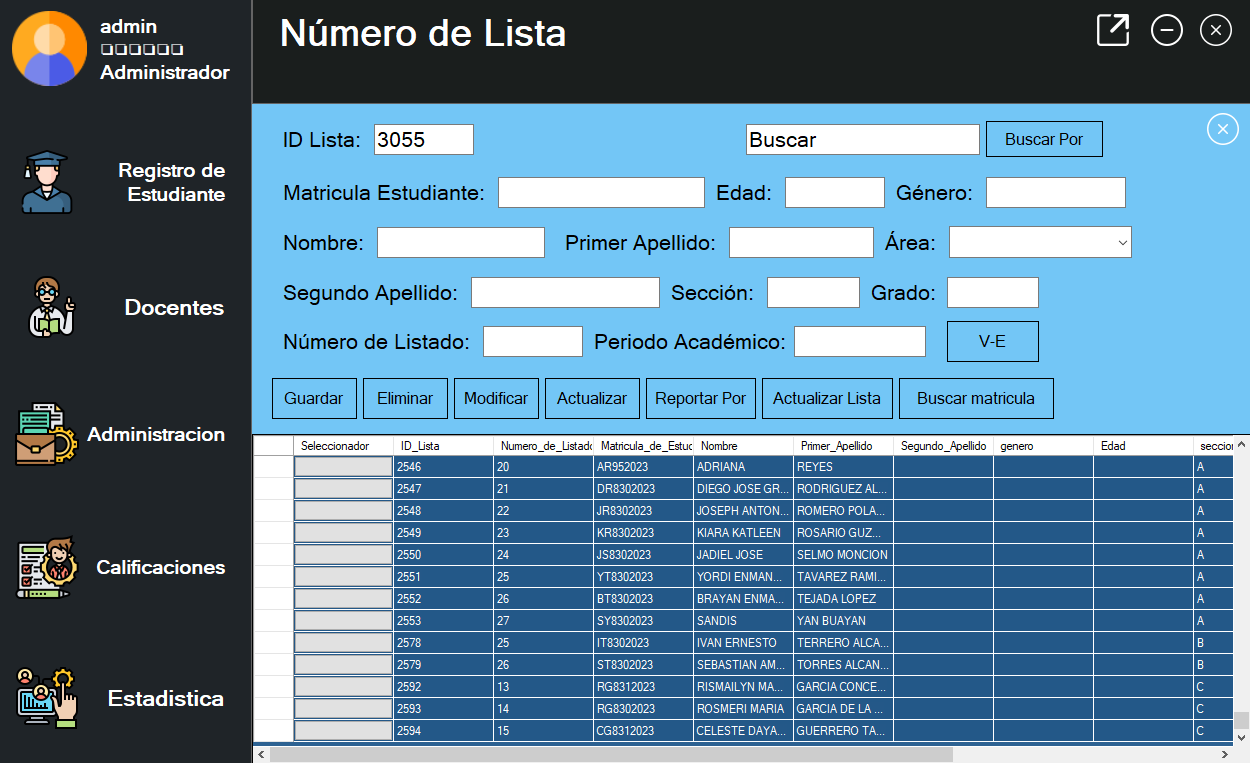 admin
Administrador
Registro de
Estudiante
Docentes
Administracion
Calificaciones
Estadistica
Número de Lista
ID Lista: 3055 Buscar Buscar Por
Matricula Estudiante: Edad: Género:
Nombre: Primer Apellido: Área:
Segundo Apellido: Sección: Grado:
Número de Listado: Periodo Académico: V-E
Guardar Eliminar Modificar Actualizar Reportar Por Actualizar Lista Buscar matricula
Seleccionador ID_Lista Numero_de_Listado Matricula_de_Estuc Nombre Primer_Apellido Segundo_Apellido genero Edad seccion
2546 20 AR952023 ADRIANA REYES A
2547 21 DR8302023 DIEGO JOSE GR... RODRIGUEZ AL... A
2548 22 JR8302023 JOSEPH ANTON... ROMERO POLA... A
2549 23 KR8302023 KIARA KATLEEN ROSARIO GUZ... A
2550 24 JS8302023 JADIEL JOSE SELMO MONCION A
2551 25 YT8302023 YORDI ENMAN... TAVAREZ RAMI... A
2552 26 BT8302023 BRAYAN ENMA... TEJADA LOPEZ A
2553 27 SY8302023 SANDIS YAN BUAYAN A
2578 25 IT8302023 IVAN ERNESTO TERRERO ALCA... B
2579 26 ST8302023 SEBASTIAN AM... TORRES ALCAN... B
2592 13 RG8312023 RISMAILYN MA... GARCIA CONCE... C
2593 14 RG8302023 ROSMERI MARIA GARCIA DE LA ... C
2594 15 CG8312023 CELESTE DAYA... GUERRERO TA... C